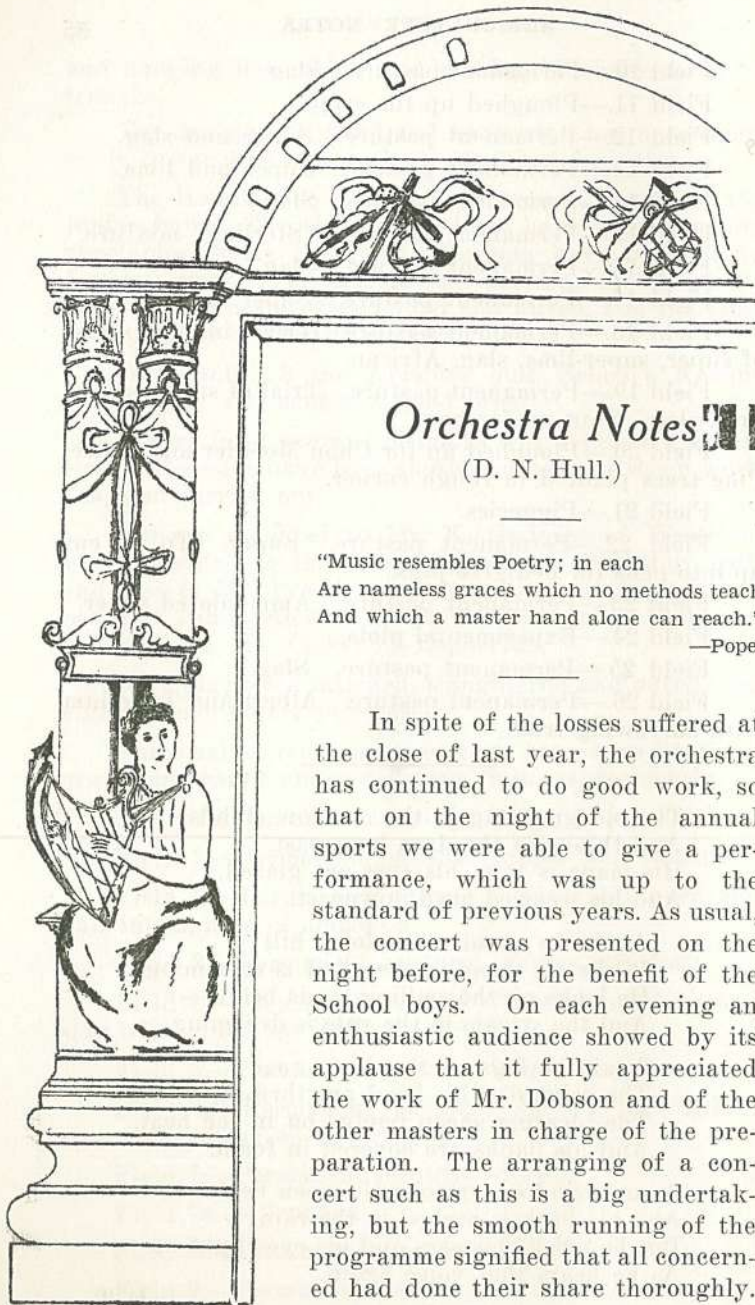 Orchestra Notes
(D. N. Hull.)
"Music resembles Poetry; in each
Are nameless graces which no methods teach
And which a master hand alone can reach."
—Pope
In spite of the losses suffered at
the close of last year, the orchestra
has continued to do good work, so
that on the night of the annual
sports we were able to give a per-
formance, which was up to the
standard of previous years. As usual,
the concert was presented on the
night before, for the benefit of the
School boys. On each evening an
enthusiastic audience showed by its
applause that it fully appreciated
the work of Mr. Dobson and of the
other masters in charge of the pre-
paration. The arranging of a con-
cert such as this is a big undertak-
ing, but the smooth running of the
programme signified that all concern-
ed had done their share thoroughly.